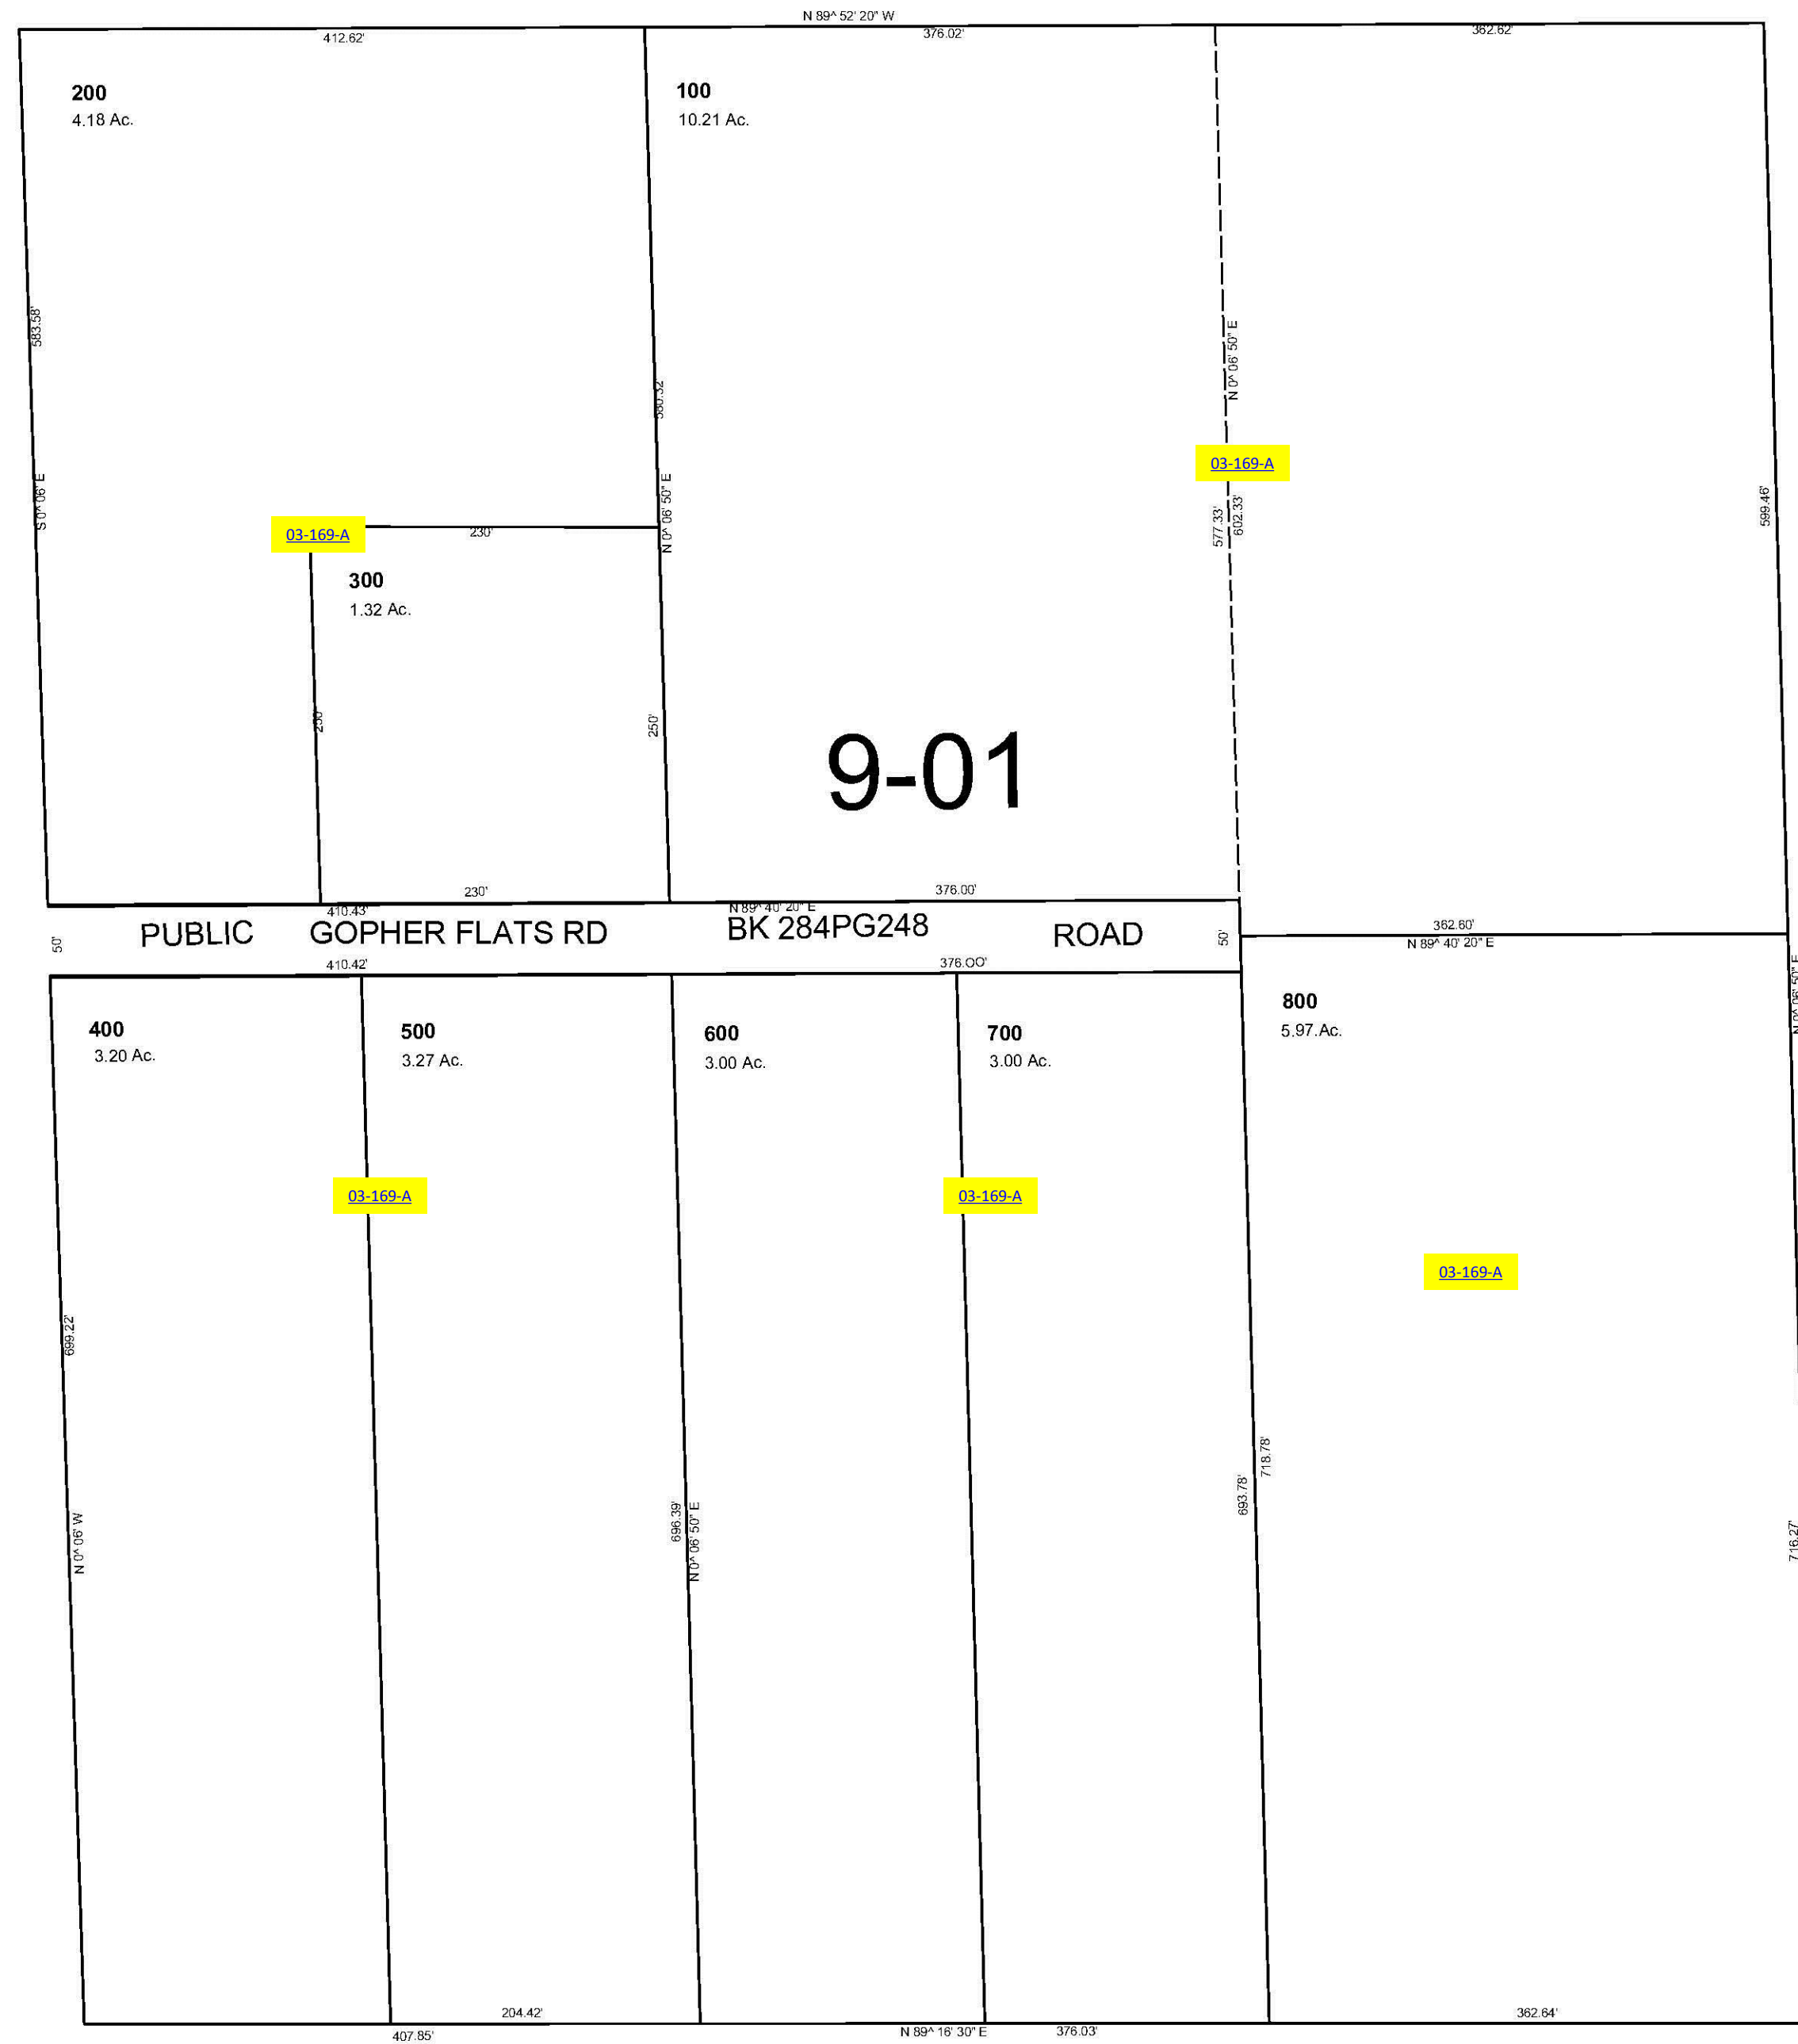 N 89^ 52' 20" W
412.62'
376.02'
362.62'
200
4.18 Ac.
100
10.21 Ac.
583.58'
S 0^ 06' E
580.32
N 0^ 06' 50" E
N 0^ 06' 50" E
03-169-A
577.33'
602.33'
599.46'
03-169-A
230'
300
1.32 Ac.
250'
250'
9-01
230'
376.00'
410.43'
N 89^ 40' 20" E
PUBLIC GOPHER FLATS RD BK 284PG248 ROAD
50'
50'
362.60'
N 89^ 40' 20" E
410.42'
376.OO'
N 0^ 06' 50" E
400
3.20 Ac.
500
3.27 Ac.
600
3.00 Ac.
700
3.00 Ac.
800
5.97.Ac.
03-169-A
03-169-A
03-169-A
699.22'
N 0^ 06' W
696.39'
N 0^ 06' 50" E
693.78'
718.78'
716.27'
204.42'
362.64'
407.85'
N 89^ 16' 30" E
376.03'